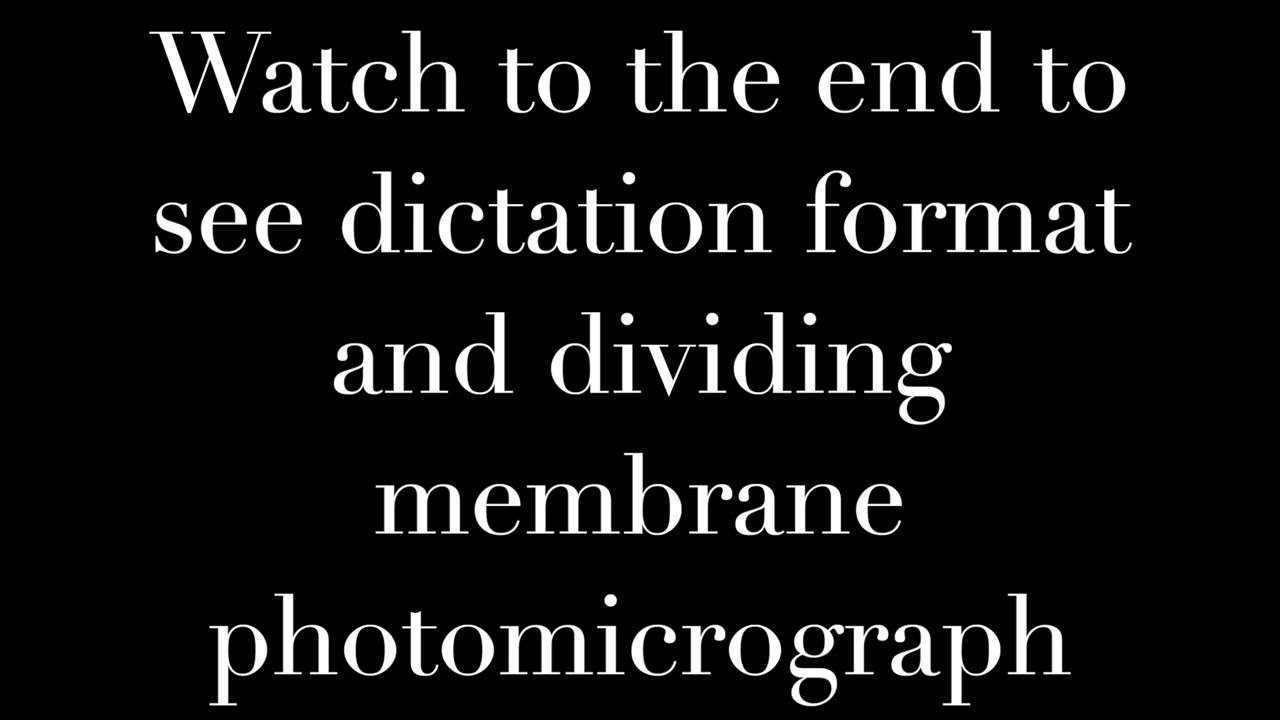 Watch to the end to
see dictation format
and dividing
membrane
photomicrograph